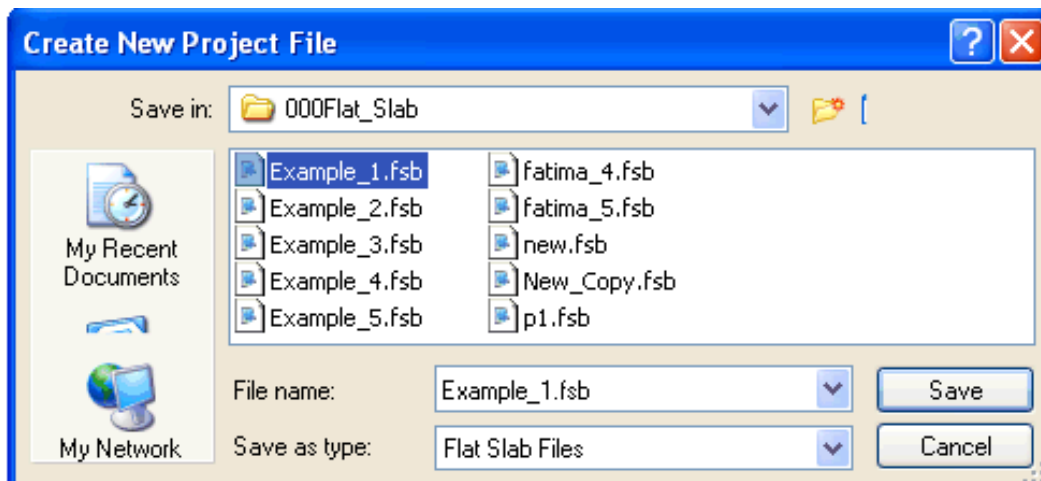 Create New Project File
Save in: 000Flat_Slab
My Recent
Documents
My Network
Example_1.fsb
Example_2.fsb
Example_3.fsb
Example_4.fsb
Example_5.fsb
fatima_4.fsb
fatima_5.fsb
new.fsb
New_Copy.fsb
p1.fsb
File name: Example_1.fsb Save
Save as type: Flat Slab Files Cancel